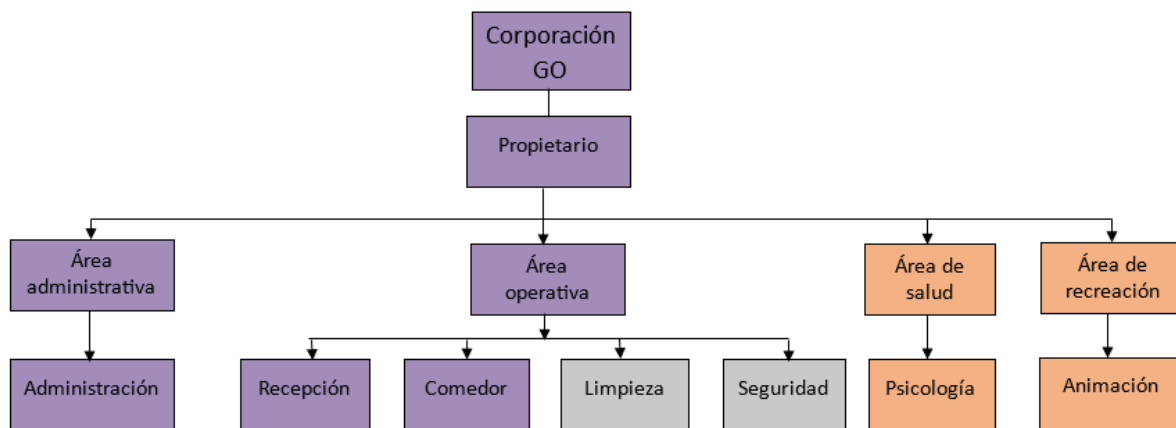 Corporación
GO
Propietario
Área
administrativa
Área
operativa
Área de
salud
Área de
recreación
Administración
Recepción
Comedor
Limpieza
Seguridad
Psicología
Animación